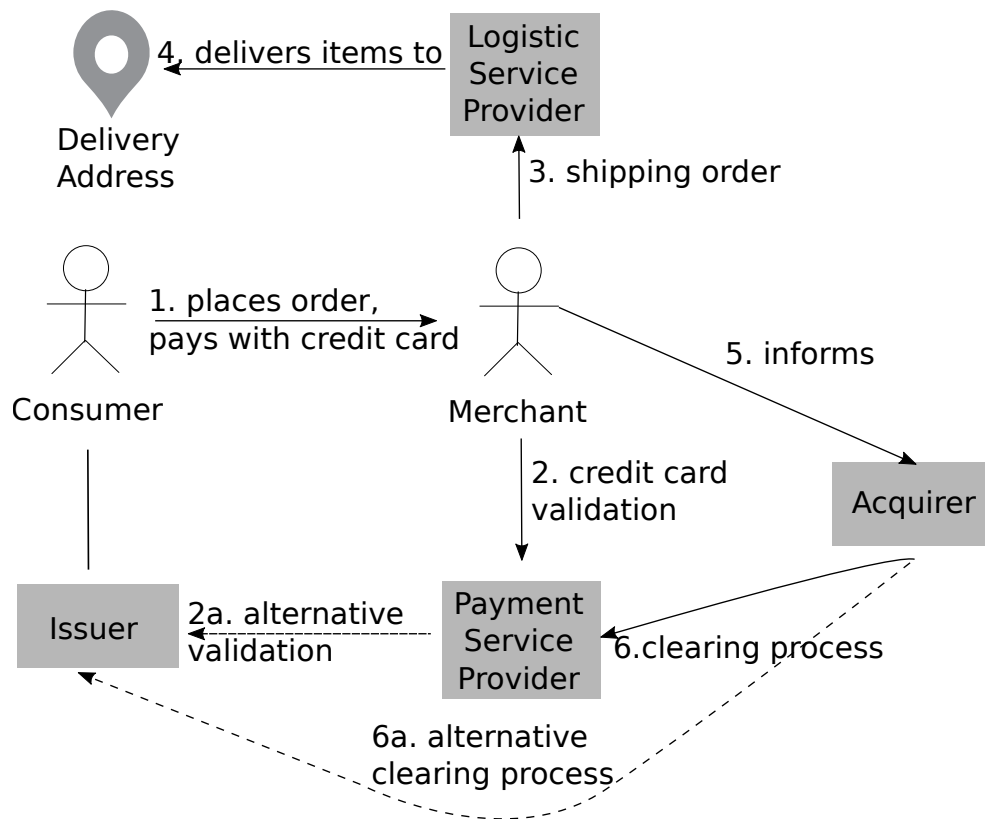 4. delivers items to
Logistic
Service
Provider
Delivery
Address
3. shipping order
1. places order,
pays with credit card
5. informs
Consumer
Merchant
2. credit card
validation
Acquirer
Issuer
2a. alternative
validation
Payment
Service
Provider
6.clearing process
6a. alternative
clearing process